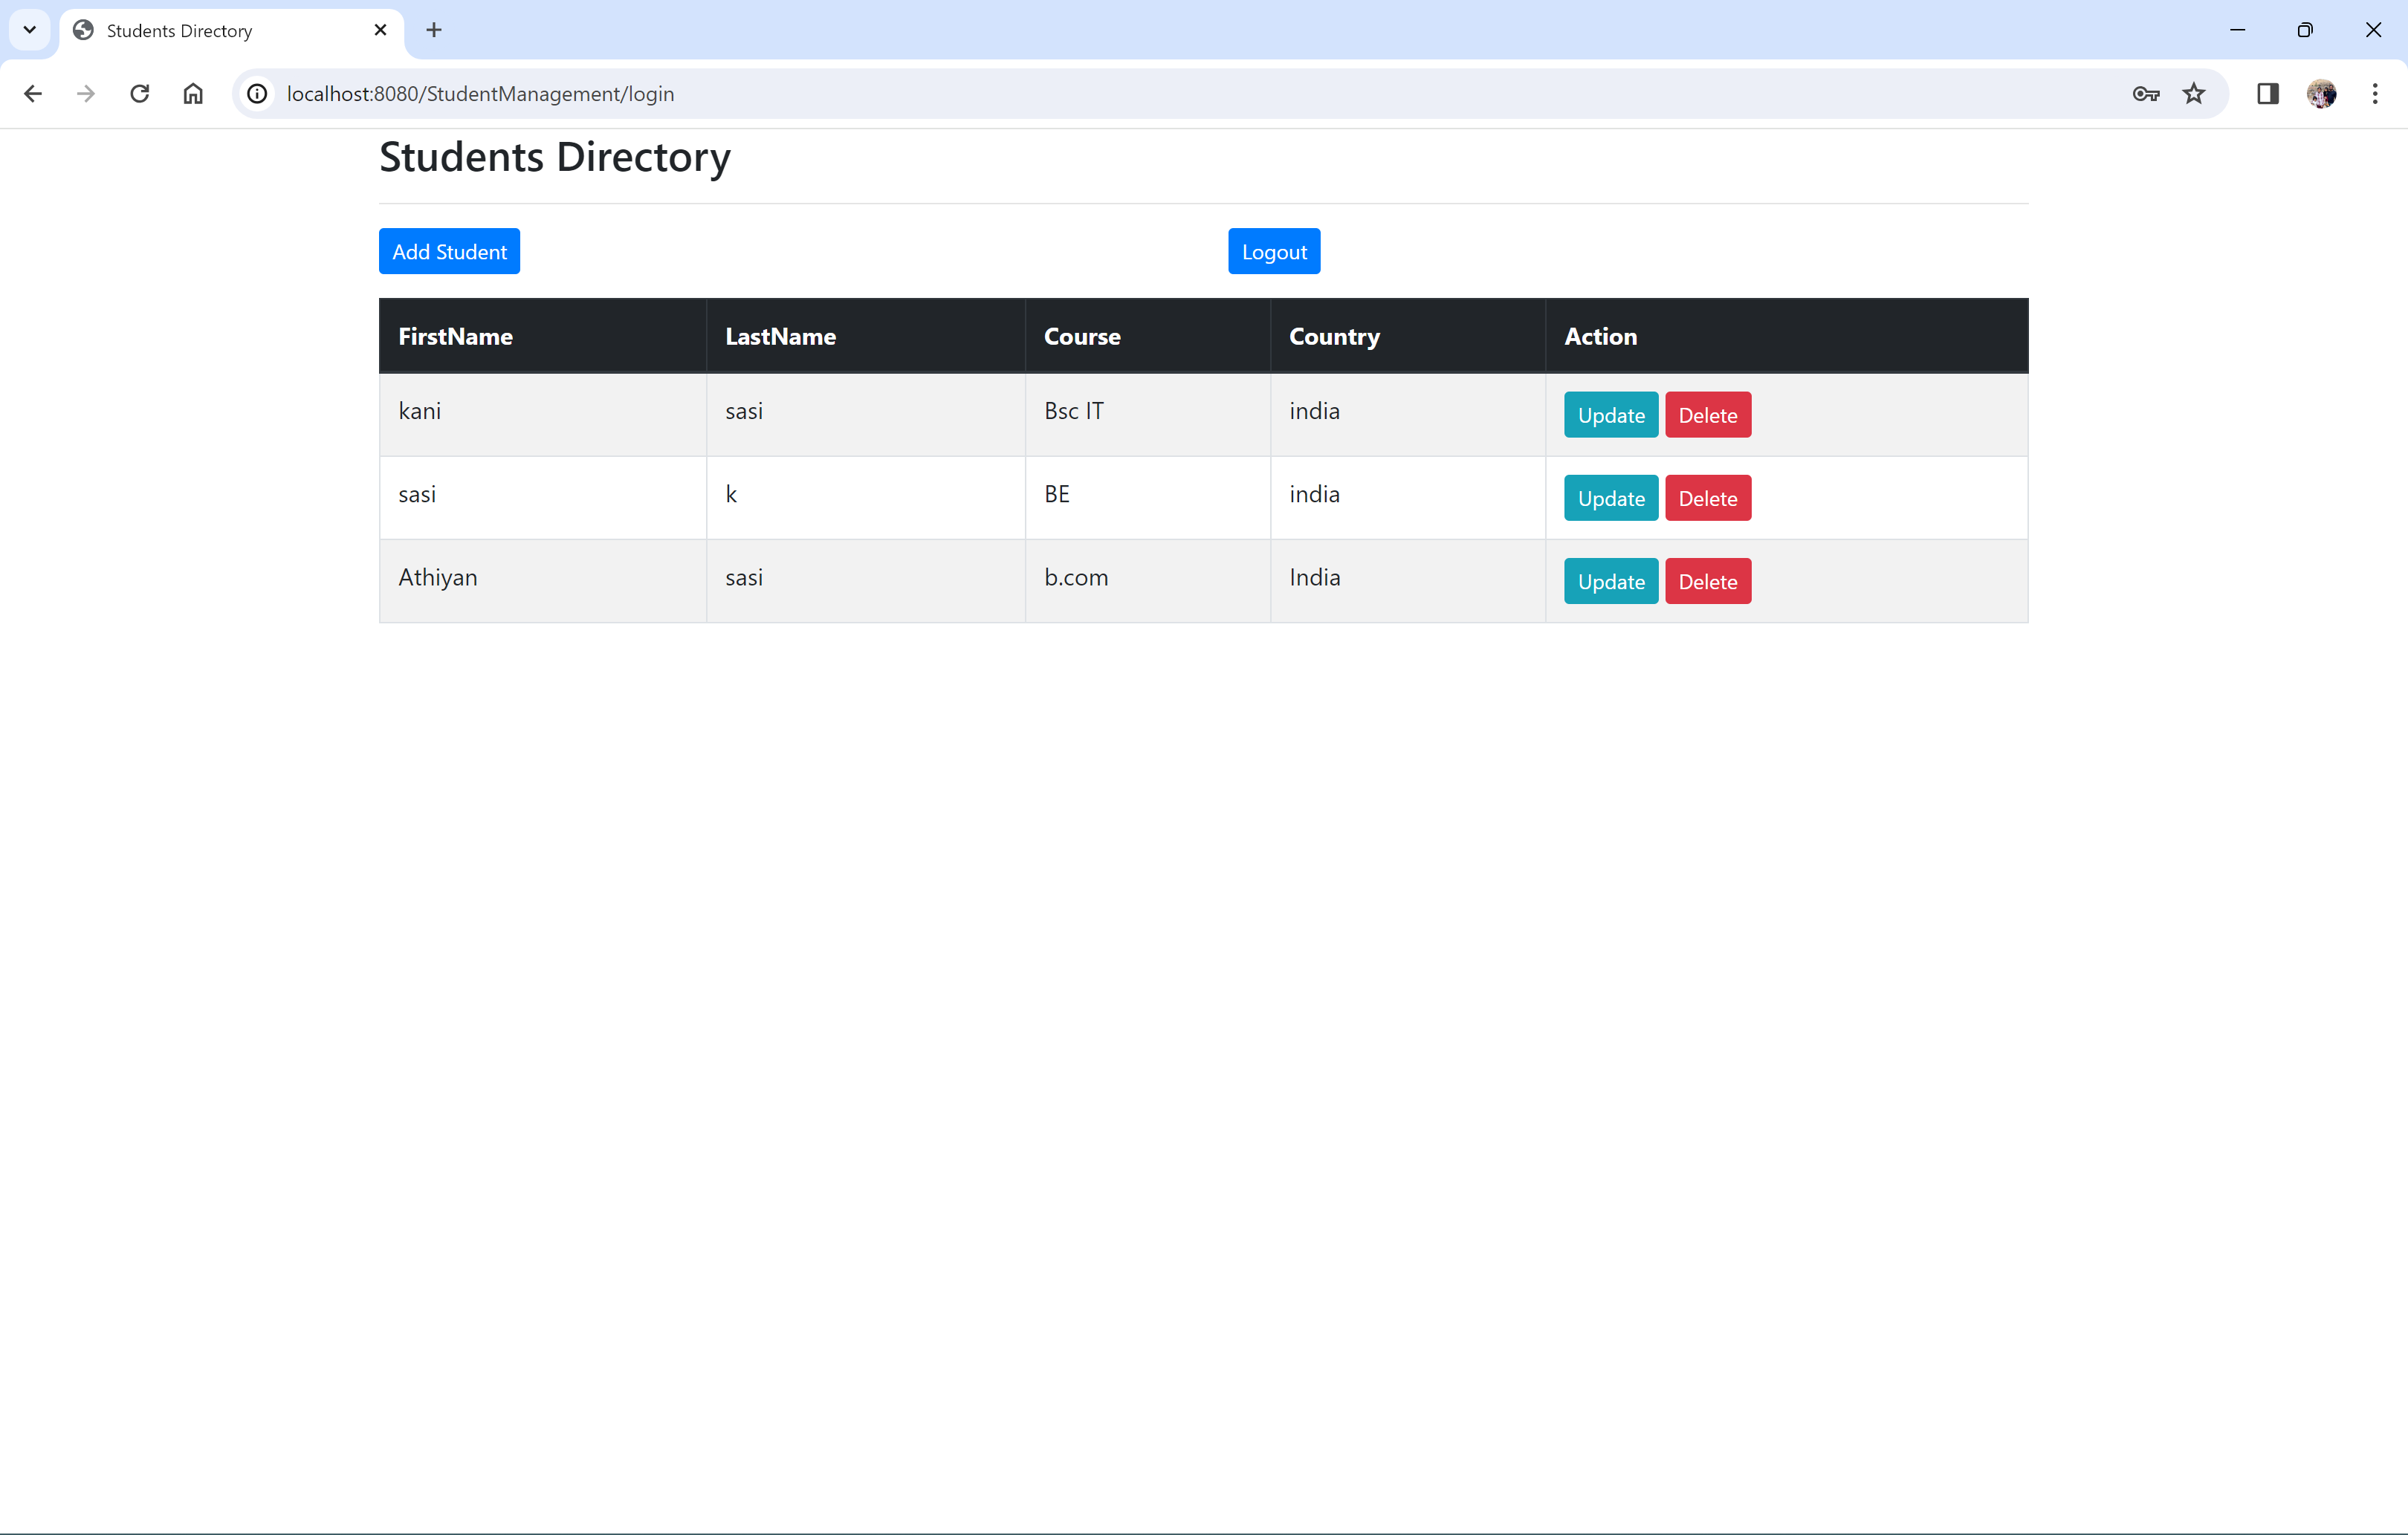 Students Directory
localhost:8080/StudentManagement/login
Students Directory
Add Student Logout
FirstName LastName Course Country Action
kani sasi Bsc IT india Update Delete
sasi k BE india Update Delete
Athiyan sasi b.com India Update Delete